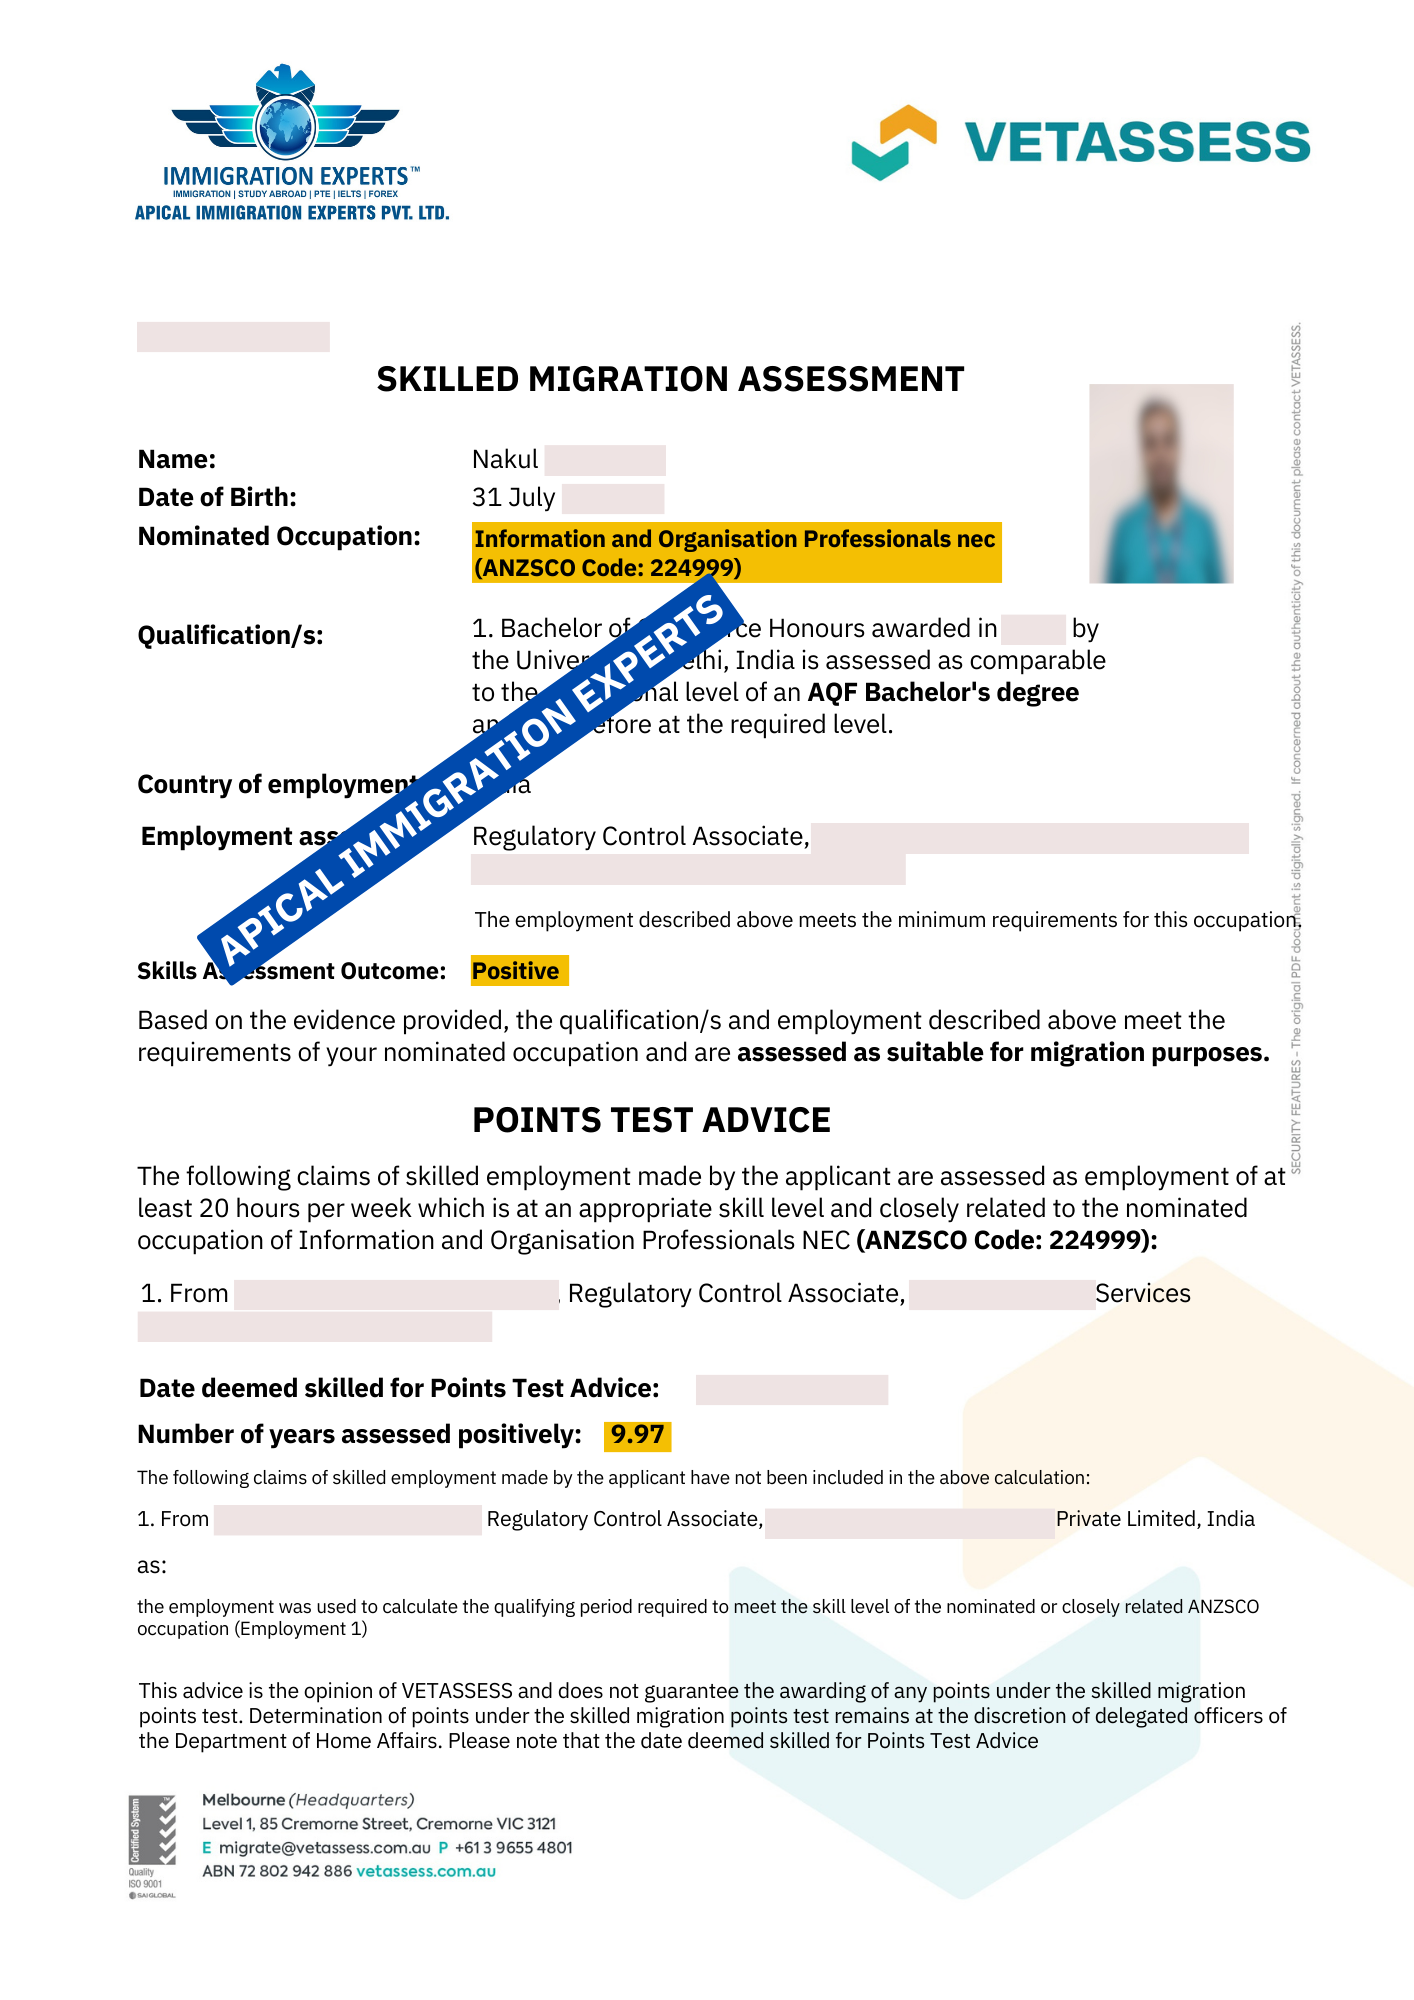 IMMIGRATION EXPERTS™
IMMIGRATION | STUDY ABROAD | PTE | IELTS | FOREX
APICAL IMMIGRATION EXPERTS PVT. LTD.
VETASSESS
SKILLED MIGRATION ASSESSMENT
Name: Nakul
Date of Birth: 31 July
Nominated Occupation: Information and Organisation Professionals nec
(ANZSCO Code: 224999)
Qualification/s: 1. Bachelor of Honours awarded in by
the India is assessed as comparable
to the level of an AQF Bachelor's degree
at the required level.
Country of employment
Employment
Regulatory Control Associate,
The employment described above meets the minimum requirements for this occupation.
Skills Assessment Outcome: Positive
APICAL IMMIGRATION EXPERTS
Based on the evidence provided, the qualification/s and employment described above meet the
requirements of your nominated occupation and are assessed as suitable for migration purposes.
POINTS TEST ADVICE
The following claims of skilled employment made by the applicant are assessed as employment of at
least 20 hours per week which is at an appropriate skill level and closely related to the nominated
occupation of Information and Organisation Professionals NEC (ANZSCO Code: 224999):
1. From , Regulatory Control Associate, Services
Date deemed skilled for Points Test Advice:
Number of years assessed positively: 9.97
The following claims of skilled employment made by the applicant have not been included in the above calculation:
1. From Regulatory Control Associate, Private Limited, India
as:
the employment was used to calculate the qualifying period required to meet the skill level of the nominated or closely related ANZSCO
occupation (Employment 1)
This advice is the opinion of VETASSESS and does not guarantee the awarding of any points under the skilled migration
points test. Determination of points under the skilled migration points test remains at the discretion of delegated officers of
the Department of Home Affairs. Please note that the date deemed skilled for Points Test Advice
Certified System
Quality
ISO 9001
SAI GLOBAL
Melbourne (Headquarters)
Level 1, 85 Cremorne Street, Cremorne VIC 3121
E migrate@vetassess.com.au P +61 3 9655 4801
ABN 72 802 942 886 vetassess.com.au
SECURITY FEATURES - The original PDF document is digitally signed. If concerned about the authenticity of this document please contact VETASSESS.